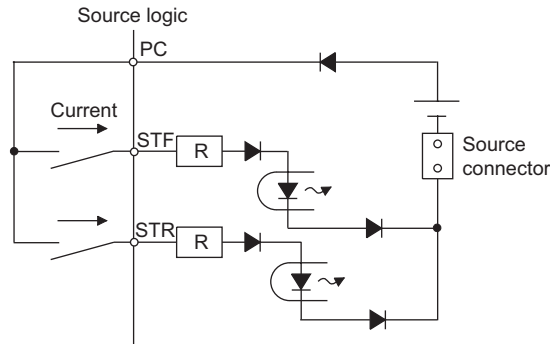 Source logic
PC
Current
STF
R
Source
connector
STR
R